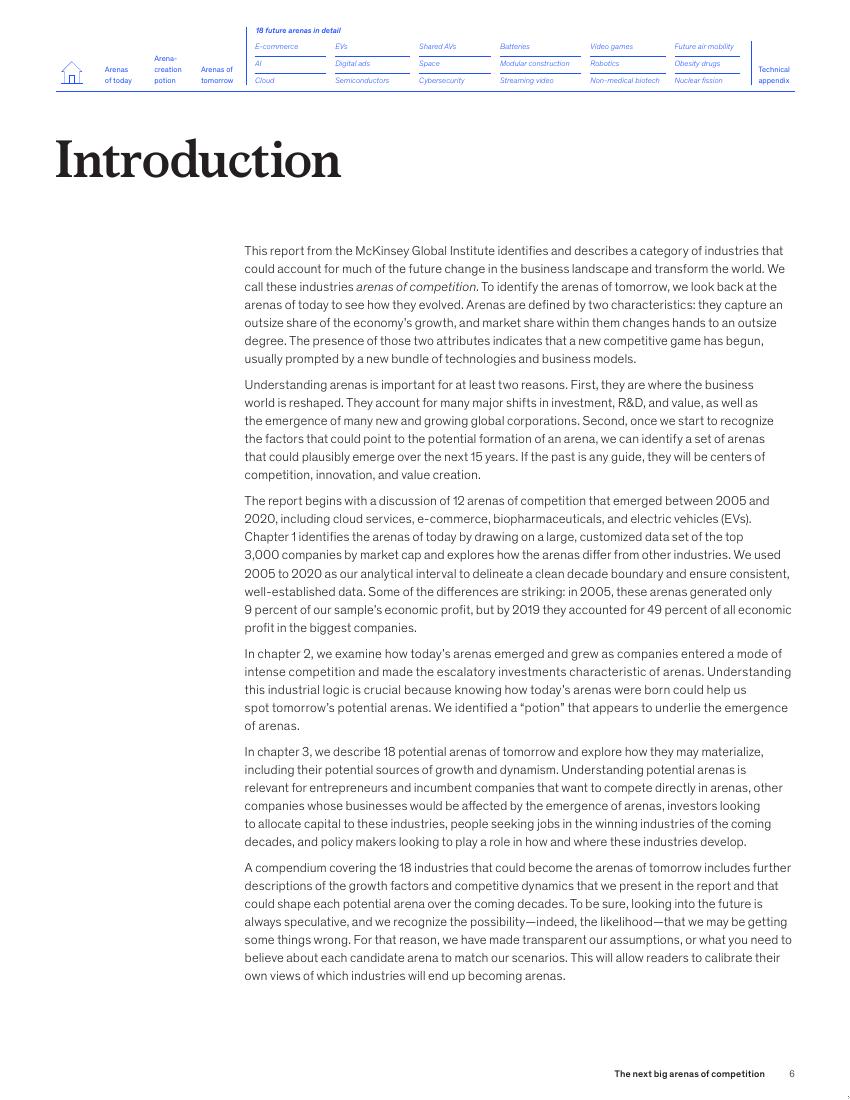 18 future arenas in detail
Arenas
of today
Arena-
creation
potion
Arenas of
tomorrow
E-commerce
AI
Cloud
EVs
Digital ads
Semiconductors
Shared AVs
Space
Cybersecurity
Batteries
Modular construction
Streaming video
Video games
Robotics
Non-medical biotech
Future air mobility
Obesity drugs
Nuclear fission
Technical
appendix
Introduction
This report from the McKinsey Global Institute identifies and describes a category of industries that
could account for much of the future change in the business landscape and transform the world. We
call these industries arenas of competition. To identify the arenas of tomorrow, we look back at the
arenas of today to see how they evolved. Arenas are defined by two characteristics: they capture an
outsize share of the economy’s growth, and market share within them changes hands to an outsize
degree. The presence of those two attributes indicates that a new competitive game has begun,
usually prompted by a new bundle of technologies and business models.
Understanding arenas is important for at least two reasons. First, they are where the business
world is reshaped. They account for many major shifts in investment, R&D, and value, as well as
the emergence of many new and growing global corporations. Second, once we start to recognize
the factors that could point to the potential formation of an arena, we can identify a set of arenas
that could plausibly emerge over the next 15 years. If the past is any guide, they will be centers of
competition, innovation, and value creation.
The report begins with a discussion of 12 arenas of competition that emerged between 2005 and
2020, including cloud services, e-commerce, biopharmaceuticals, and electric vehicles (EVs).
Chapter 1 identifies the arenas of today by drawing on a large, customized data set of the top
3,000 companies by market cap and explores how the arenas differ from other industries. We used
2005 to 2020 as our analytical interval to delineate a clean decade boundary and ensure consistent,
well-established data. Some of the differences are striking: in 2005, these arenas generated only
9 percent of our sample’s economic profit, but by 2019 they accounted for 49 percent of all economic
profit in the biggest companies.
In chapter 2, we examine how today’s arenas emerged and grew as companies entered a mode of
intense competition and made the escalatory investments characteristic of arenas. Understanding
this industrial logic is crucial because knowing how today’s arenas were born could help us
spot tomorrow’s potential arenas. We identified a “potion” that appears to underlie the emergence
of arenas.
In chapter 3, we describe 18 potential arenas of tomorrow and explore how they may materialize,
including their potential sources of growth and dynamism. Understanding potential arenas is
relevant for entrepreneurs and incumbent companies that want to compete directly in arenas, other
companies whose businesses would be affected by the emergence of arenas, investors looking
to allocate capital to these industries, people seeking jobs in the winning industries of the coming
decades, and policy makers looking to play a role in how and where these industries develop.
A compendium covering the 18 industries that could become the arenas of tomorrow includes further
descriptions of the growth factors and competitive dynamics that we present in the report and that
could shape each potential arena over the coming decades. To be sure, looking into the future is
always speculative, and we recognize the possibility—indeed, the likelihood—that we may be getting
some things wrong. For that reason, we have made transparent our assumptions, or what you need to
believe about each candidate arena to match our scenarios. This will allow readers to calibrate their
own views of which industries will end up becoming arenas.
The next big arenas of competition 6